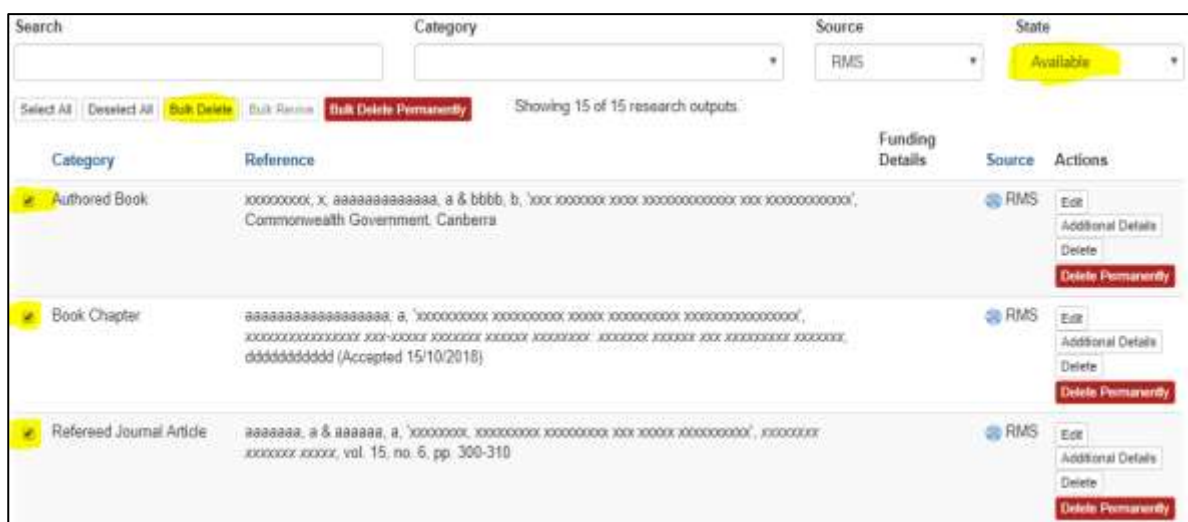 Search Category Source State
RMS Available
Select All Deselect All Bulk Delete Bulk Revive Bulk Delete Permanently Showing 15 of 15 research outputs.
Category Reference Funding Details Source Actions
Authored Book
xxxxxxxxx, x, aaaaaaaaaaaaa, a & bbbb, b, 'xxx xxxxxxx xxxx xxxxxxxxxxxxx xxx xxxxxxxxxxxx',
Commonwealth Government, Canberra
RMS
Edit
Additional Details
Delete
Delete Permanently
Book Chapter
aaaaaaaaaaaaaaaaaaa, a, 'xxxxxxxxxx xxxxxxxxxx xxxxx xxxxxxxxxx xxxxxxxxxxxxxxxx',
xxxxxxxxxxxxxxxx xxx-xxxxx xxxxxxx xxxxxx xxxxxxxx. xxxxxxx xxxxxx xxx xxxxxxxxx xxxxxxx,
ddddddddddd (Accepted 15/10/2018)
RMS
Edit
Additional Details
Delete
Delete Permanently
Refereed Journal Article
aaaaaaa, a & aaaaaa, a, 'xxxxxxxx, xxxxxxxxx xxxxxxxxx xxx xxxxx xxxxxxxxxx', xxxxxxxx
xxxxxxx xxxxx, vol. 15, no. 6, pp. 300-310
RMS
Edit
Additional Details
Delete
Delete Permanently